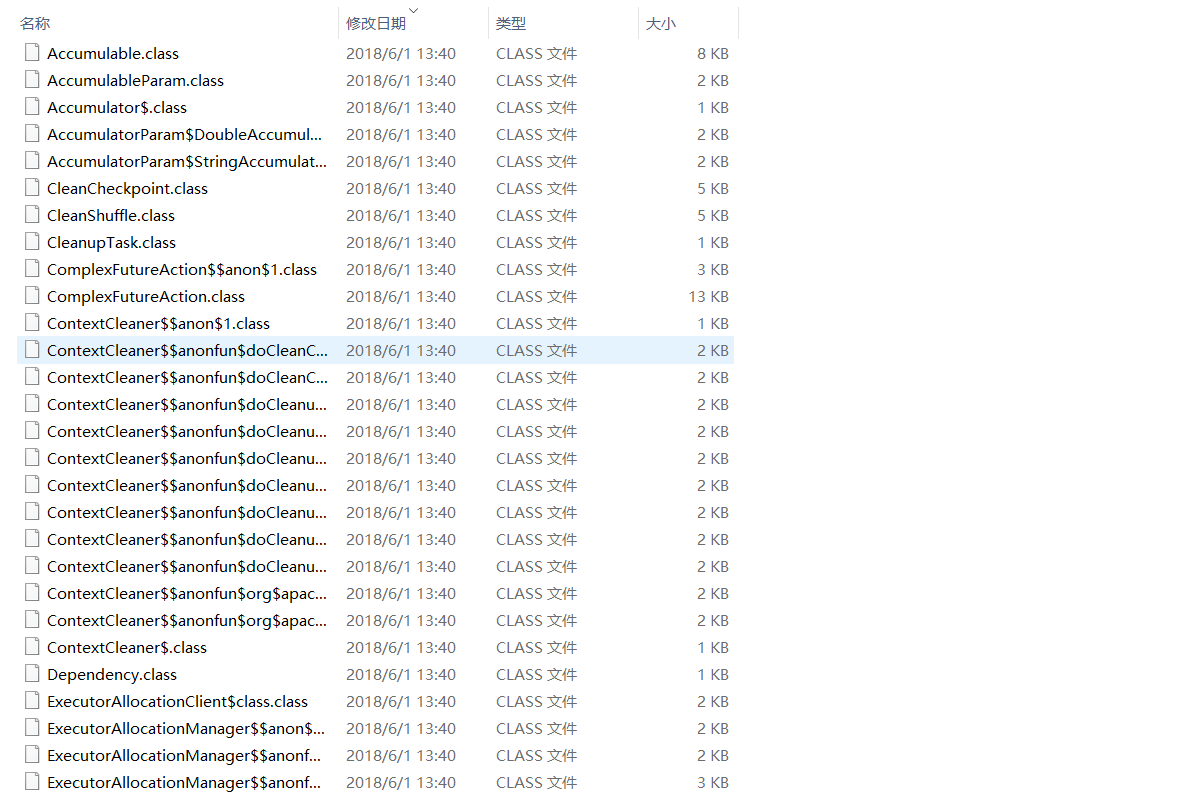 名称 修改日期 类型 大小
Accumulable.class 2018/6/1 13:40 CLASS 文件 8 KB
AccumulableParam.class 2018/6/1 13:40 CLASS 文件 2 KB
Accumulator$.class 2018/6/1 13:40 CLASS 文件 1 KB
AccumulatorParam$DoubleAccumul... 2018/6/1 13:40 CLASS 文件 2 KB
AccumulatorParam$StringAccumulat... 2018/6/1 13:40 CLASS 文件 2 KB
CleanCheckpoint.class 2018/6/1 13:40 CLASS 文件 5 KB
CleanShuffle.class 2018/6/1 13:40 CLASS 文件 5 KB
CleanupTask.class 2018/6/1 13:40 CLASS 文件 1 KB
ComplexFutureAction$$anon$1.class 2018/6/1 13:40 CLASS 文件 3 KB
ComplexFutureAction.class 2018/6/1 13:40 CLASS 文件 13 KB
ContextCleaner$$anon$1.class 2018/6/1 13:40 CLASS 文件 1 KB
ContextCleaner$$anonfun$doCleanC... 2018/6/1 13:40 CLASS 文件 2 KB
ContextCleaner$$anonfun$doCleanC... 2018/6/1 13:40 CLASS 文件 2 KB
ContextCleaner$$anonfun$doCleanu... 2018/6/1 13:40 CLASS 文件 2 KB
ContextCleaner$$anonfun$doCleanu... 2018/6/1 13:40 CLASS 文件 2 KB
ContextCleaner$$anonfun$doCleanu... 2018/6/1 13:40 CLASS 文件 2 KB
ContextCleaner$$anonfun$doCleanu... 2018/6/1 13:40 CLASS 文件 2 KB
ContextCleaner$$anonfun$doCleanu... 2018/6/1 13:40 CLASS 文件 2 KB
ContextCleaner$$anonfun$doCleanu... 2018/6/1 13:40 CLASS 文件 2 KB
ContextCleaner$$anonfun$doCleanu... 2018/6/1 13:40 CLASS 文件 2 KB
ContextCleaner$$anonfun$org$apac... 2018/6/1 13:40 CLASS 文件 2 KB
ContextCleaner$$anonfun$org$apac... 2018/6/1 13:40 CLASS 文件 2 KB
ContextCleaner$.class 2018/6/1 13:40 CLASS 文件 1 KB
Dependency.class 2018/6/1 13:40 CLASS 文件 1 KB
ExecutorAllocationClient$class.class 2018/6/1 13:40 CLASS 文件 2 KB
ExecutorAllocationManager$$anon$... 2018/6/1 13:40 CLASS 文件 2 KB
ExecutorAllocationManager$$anonf... 2018/6/1 13:40 CLASS 文件 2 KB
ExecutorAllocationManager$$anonf... 2018/6/1 13:40 CLASS 文件 3 KB